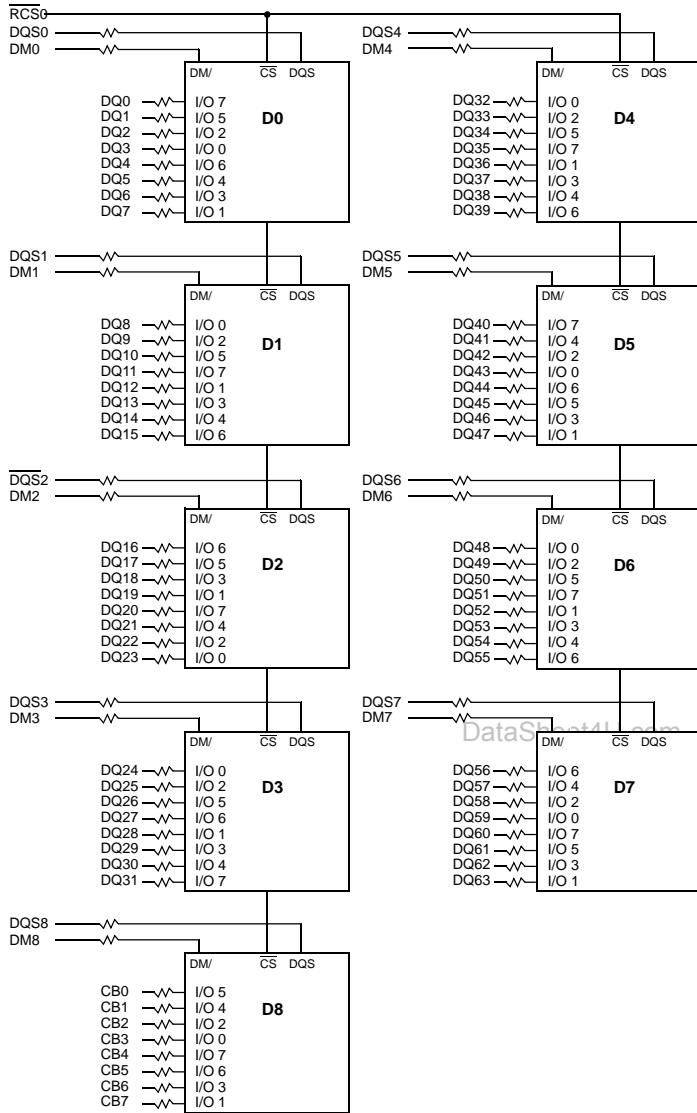 RCS0
DQS0
DM0
DM/ CS DQS
D0
DQ0 I/O 7
DQ1 I/O 5
DQ2 I/O 2
DQ3 I/O 0
DQ4 I/O 6
DQ5 I/O 4
DQ6 I/O 3
DQ7 I/O 1
DQS1
DM1
DM/ CS DQS
D1
DQ8 I/O 0
DQ9 I/O 2
DQ10 I/O 5
DQ11 I/O 7
DQ12 I/O 1
DQ13 I/O 3
DQ14 I/O 4
DQ15 I/O 6
DQS2
DM2
DM/ CS DQS
D2
DQ16 I/O 6
DQ17 I/O 5
DQ18 I/O 3
DQ19 I/O 1
DQ20 I/O 7
DQ21 I/O 4
DQ22 I/O 2
DQ23 I/O 0
DQS3
DM3
DM/ CS DQS
D3
DQ24 I/O 0
DQ25 I/O 2
DQ26 I/O 5
DQ27 I/O 6
DQ28 I/O 1
DQ29 I/O 3
DQ30 I/O 4
DQ31 I/O 7
DQS8
DM8
DM/ CS DQS
D8
CB0 I/O 5
CB1 I/O 4
CB2 I/O 2
CB3 I/O 0
CB4 I/O 7
CB5 I/O 6
CB6 I/O 3
CB7 I/O 1
DQS4
DM4
DM/ CS DQS
D4
DQ32 I/O 0
DQ33 I/O 2
DQ34 I/O 5
DQ35 I/O 7
DQ36 I/O 1
DQ37 I/O 3
DQ38 I/O 4
DQ39 I/O 6
DQS5
DM5
DM/ CS DQS
D5
DQ40 I/O 7
DQ41 I/O 4
DQ42 I/O 2
DQ43 I/O 0
DQ44 I/O 6
DQ45 I/O 5
DQ46 I/O 3
DQ47 I/O 1
DQS6
DM6
DM/ CS DQS
D6
DQ48 I/O 0
DQ49 I/O 2
DQ50 I/O 5
DQ51 I/O 7
DQ52 I/O 1
DQ53 I/O 3
DQ54 I/O 4
DQ55 I/O 6
DQS7
DM7
DataSheet4U.com
DM/ CS DQS
D7
DQ56 I/O 6
DQ57 I/O 4
DQ58 I/O 2
DQ59 I/O 0
DQ60 I/O 7
DQ61 I/O 5
DQ62 I/O 3
DQ63 I/O 1